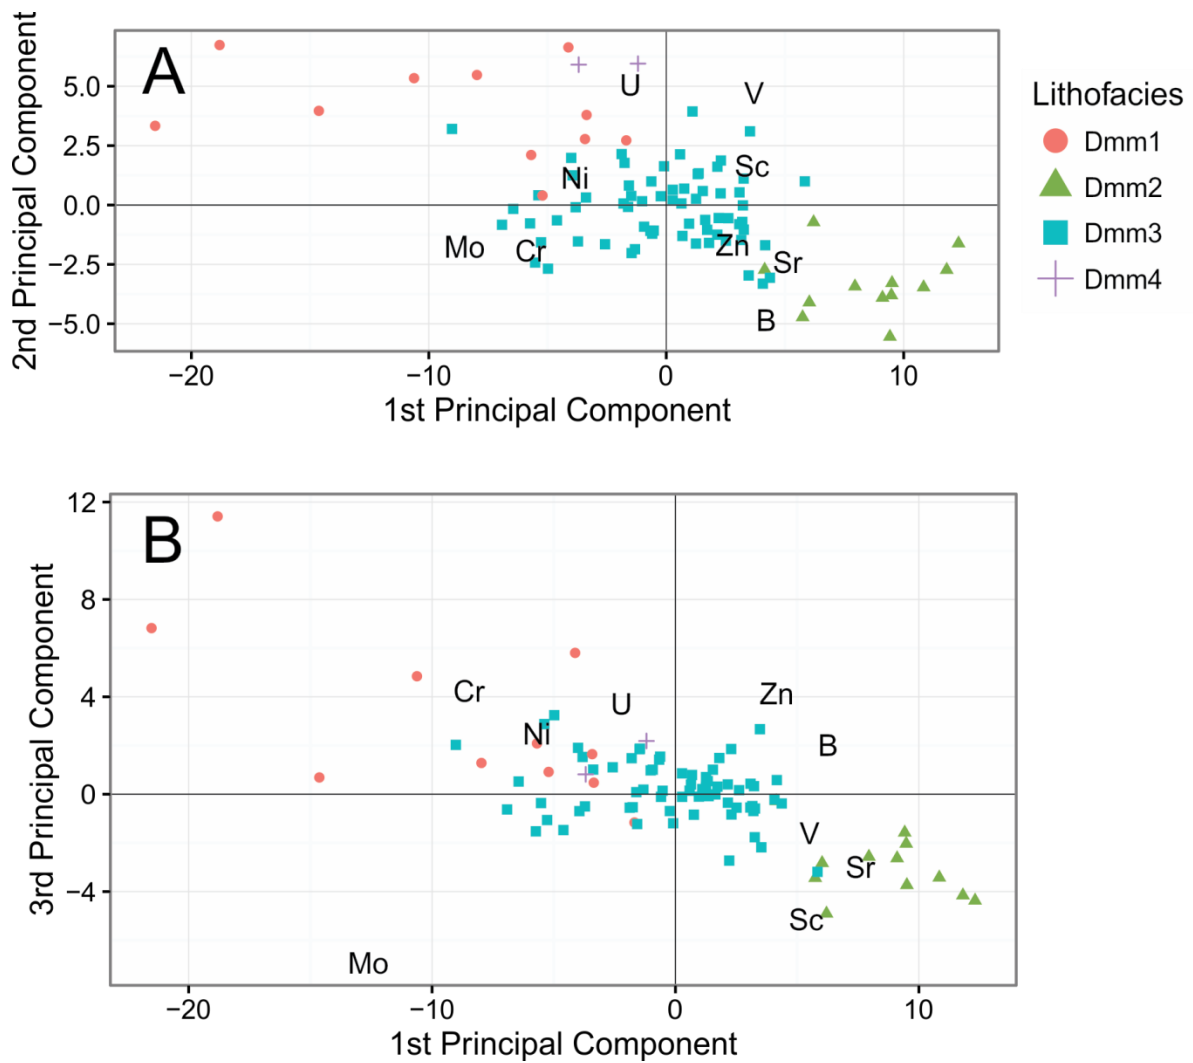 A
2nd Principal Component
5.0
2.5
0.0
−2.5
−5.0
U
V
Sc
Ni
Mo
Cr
Zn
Sr
B
−20
−10
0
10
1st Principal Component
Lithofacies
Dmm1
Dmm2
Dmm3
Dmm4
B
3rd Principal Component
12
8
4
0
−4
Cr
U
Zn
Ni
B
V
Sr
Sc
Mo
−20
−10
0
10
1st Principal Component